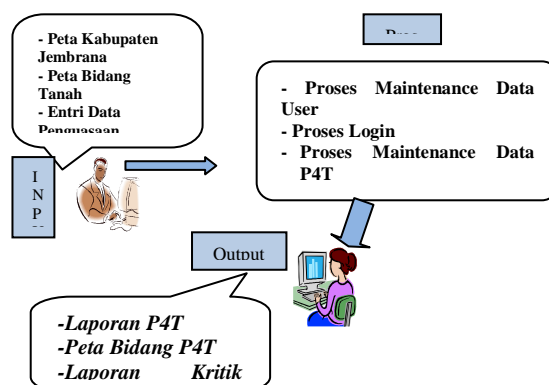 - Peta Kabupaten
Jembrana
- Peta Bidang
Tanah
- Entri Data
Penguasaan
I
N
P
- Proses Maintenance Data
User
- Proses Login
- Proses Maintenance Data
P4T
Output
-Laporan P4T
-Peta Bidang P4T
-Laporan Kritik